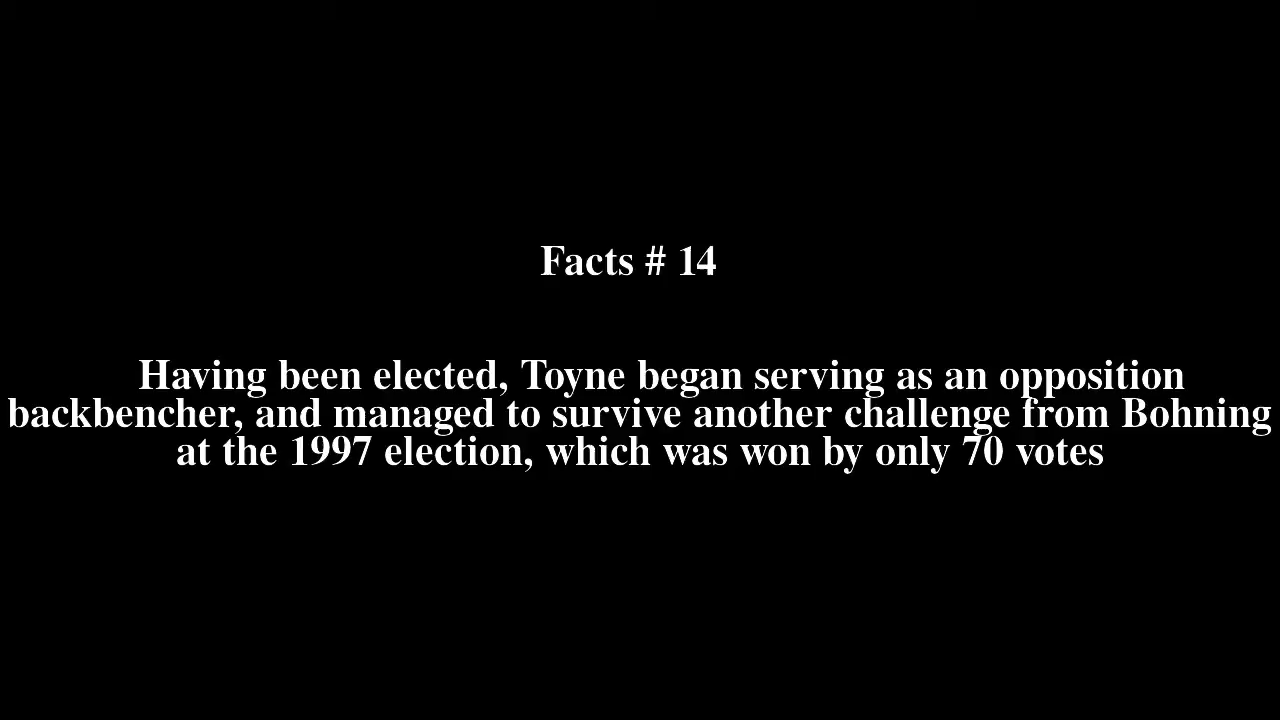 Facts # 14
Having been elected, Toyne began serving as an opposition
backbencher, and managed to survive another challenge from Bohning
at the 1997 election, which was won by only 70 votes